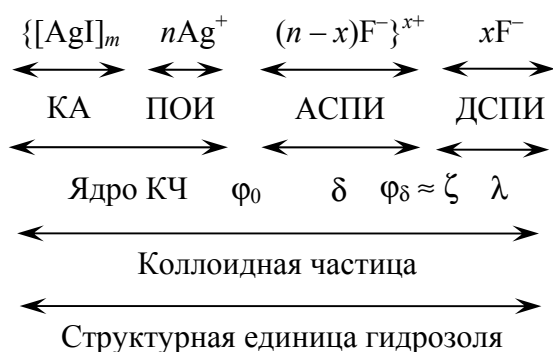 {[AgI]ₘ nAg⁺ (n – x)F⁻}ˣ⁺ xF⁻
КА ПОИ АСПИ ДСПИ
Ядро КЧ φ₀ δ φδ ≈ ζ λ
Коллоидная частица
Структурная единица гидрозоля